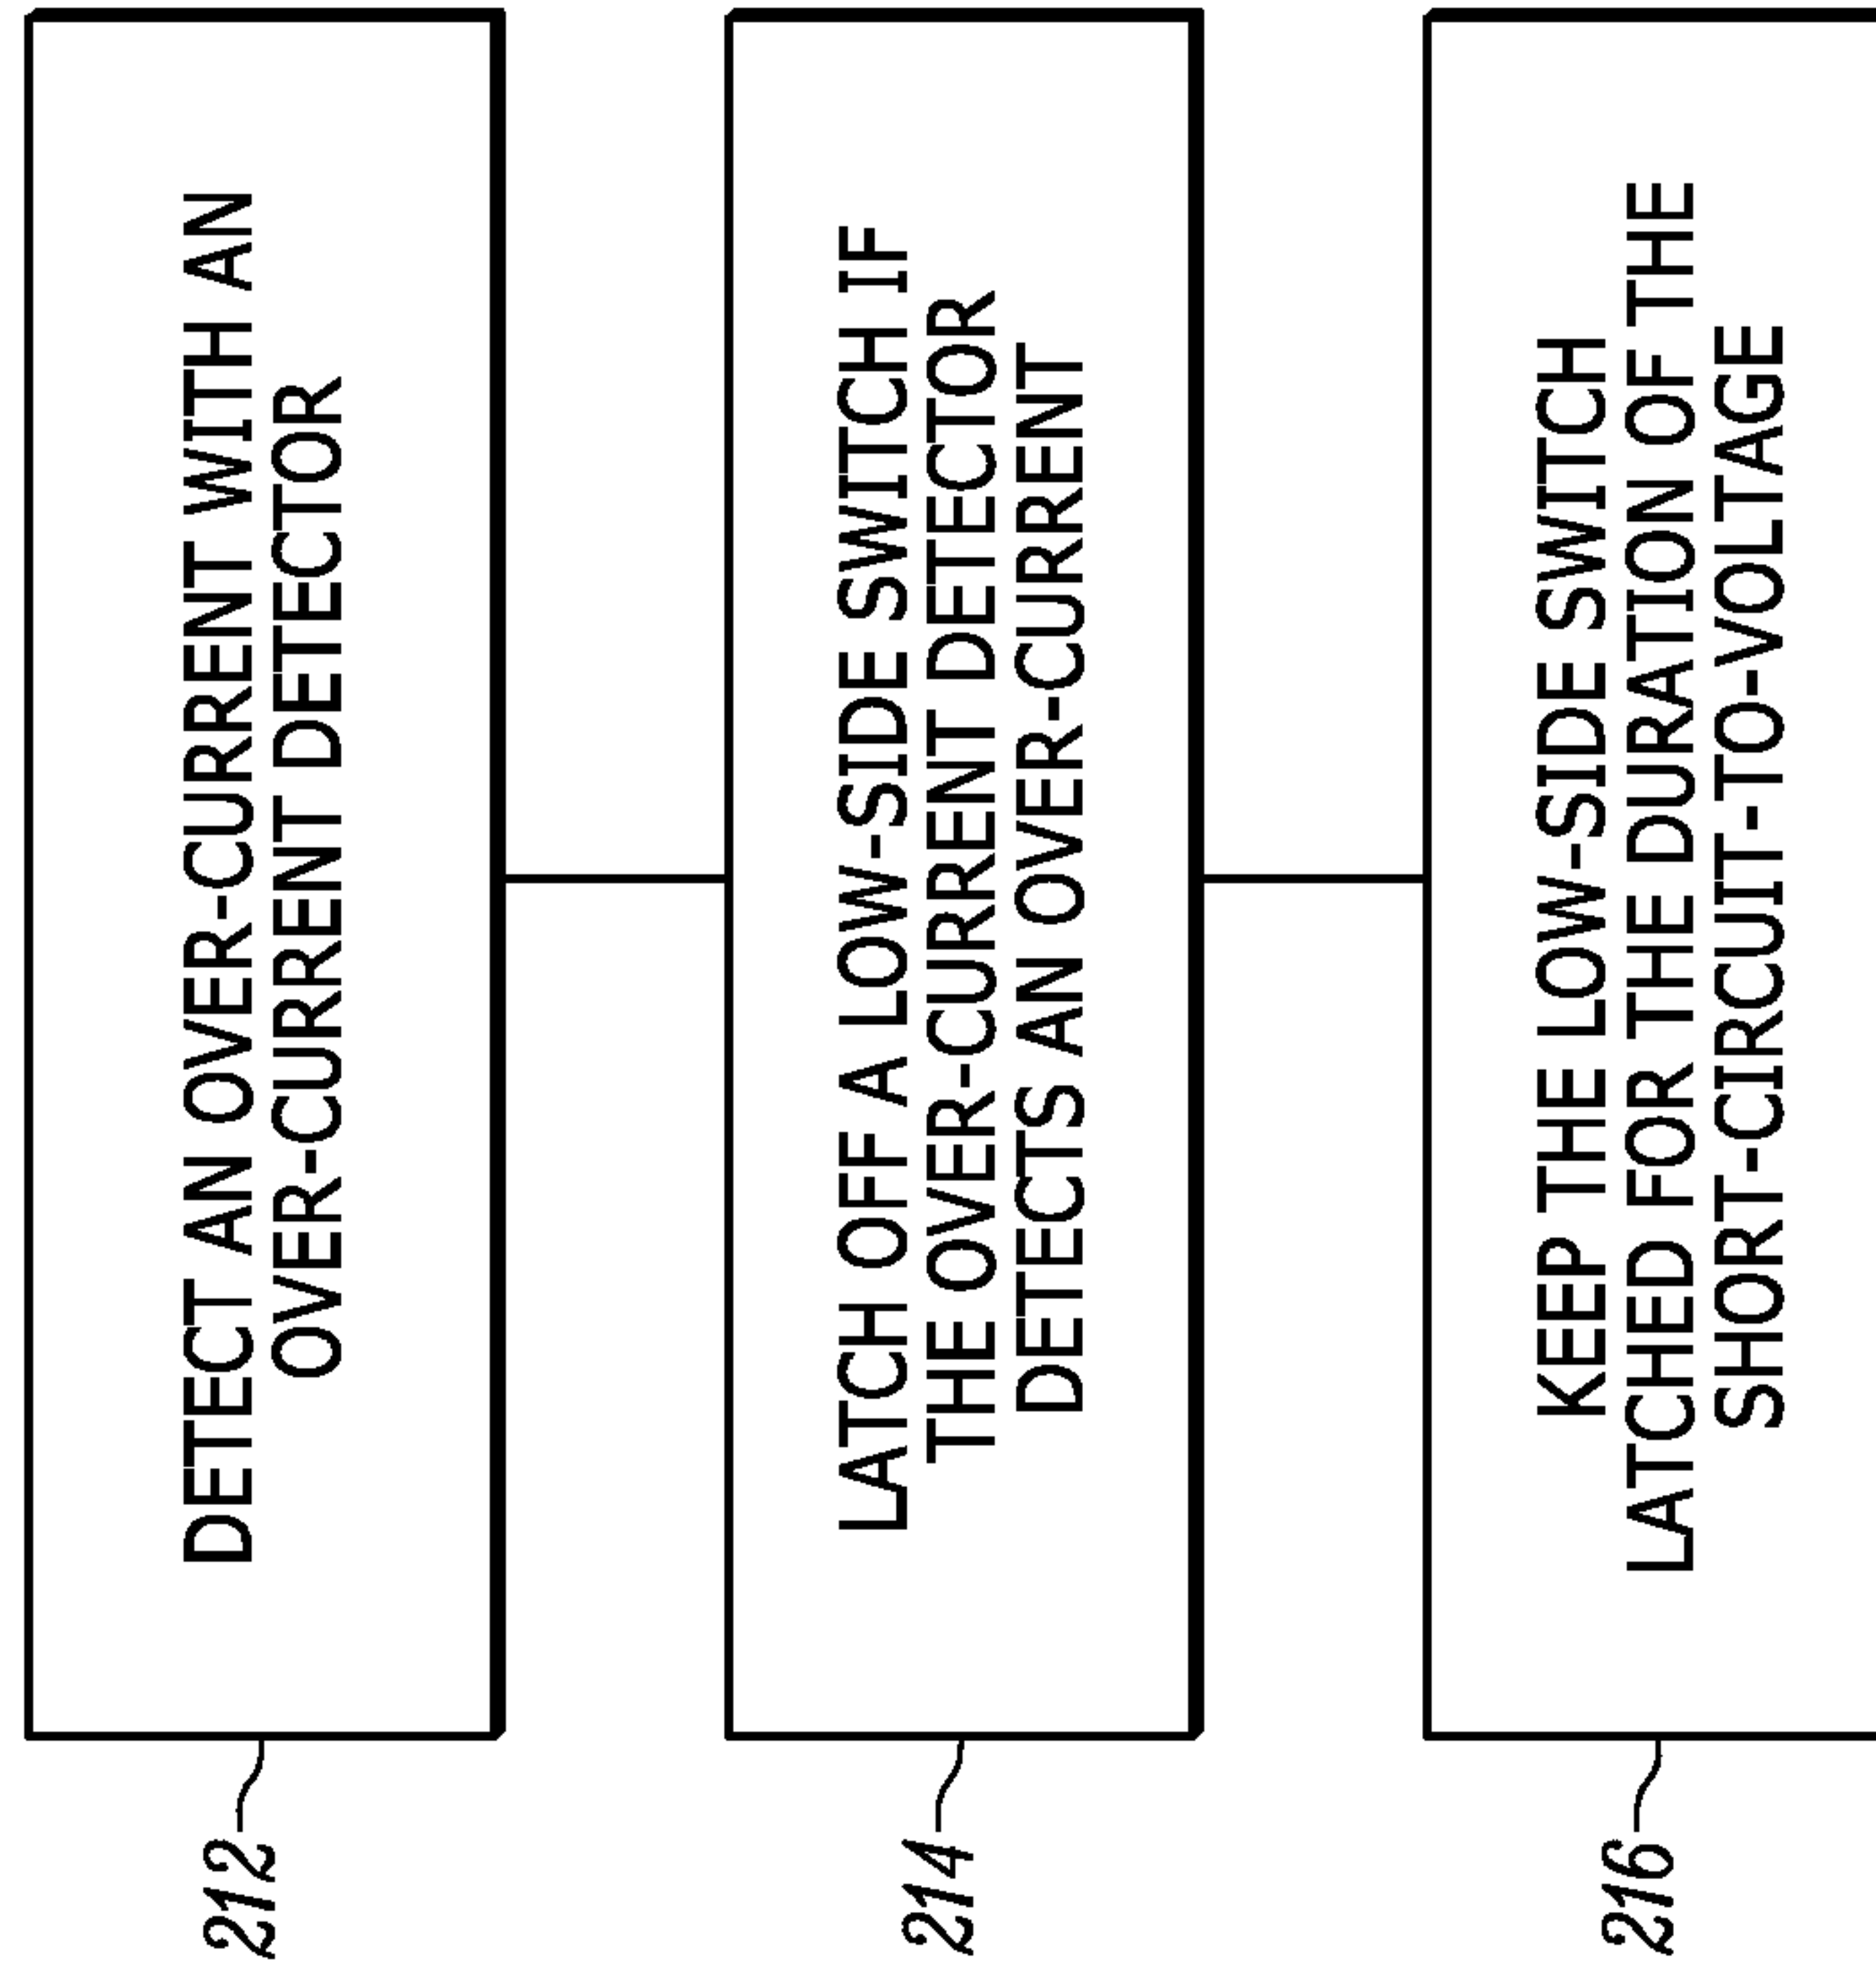 DETECT AN OVER-CURRENT WITH AN
OVER-CURRENT DETECTOR
212
LATCH OFF A LOW-SIDE SWITCH IF
THE OVER-CURRENT DETECTOR
DETECTS AN OVER-CURRENT
214
KEEP THE LOW-SIDE SWITCH
LATCHED FOR THE DURATION OF THE
SHORT-CIRCUIT-TO-VOLTAGE
216